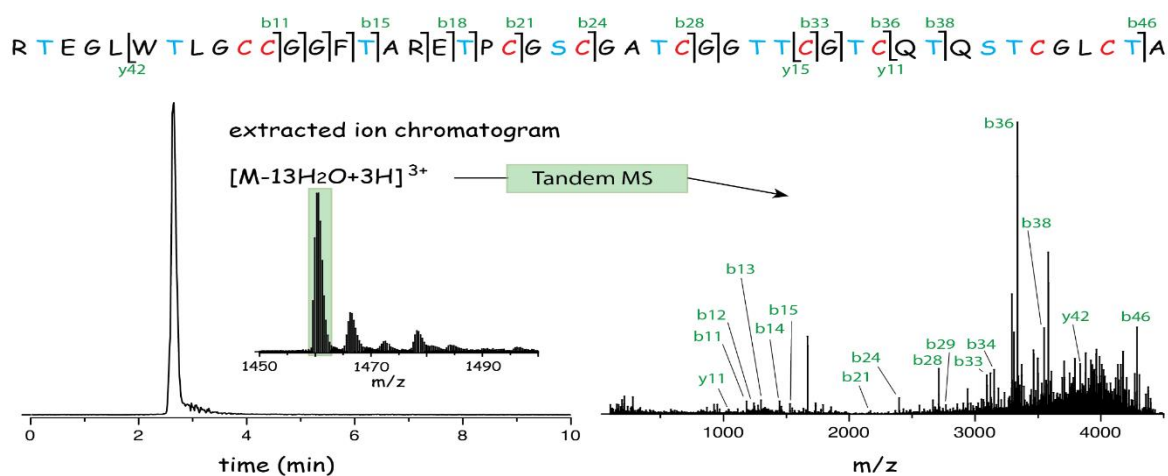 b11 b15 b18 b21 b24 b28 b33 b36 b38 b46
R T E G L W T L G C C G G F T A R E T P C G S C G A T C G G T T C G T C Q T Q S T C G L C T A
y42 y15 y11
extracted ion chromatogram
[M-13H2O+3H] 3+
Tandem MS
1450 1470 1490
m/z
0 2 4 6 8 10
time (min)
b36
b38
b13
b12
b11
y11
b14
b15
b21
b24
b28
b29
b33
b34
y42
b46
1000 2000 3000 4000
m/z